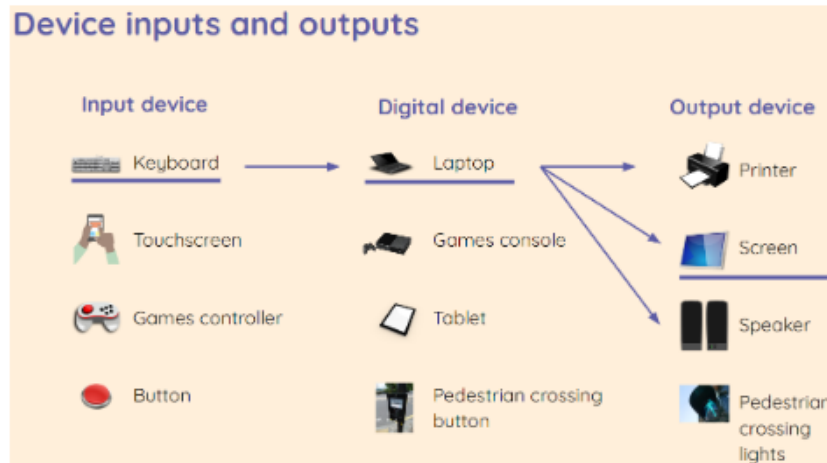 Device inputs and outputs
Input device
Digital device
Output device
Keyboard
Laptop
Printer
Touchscreen
Games console
Screen
Games controller
Tablet
Speaker
Button
Pedestrian crossing
button
Pedestrian
crossing
lights